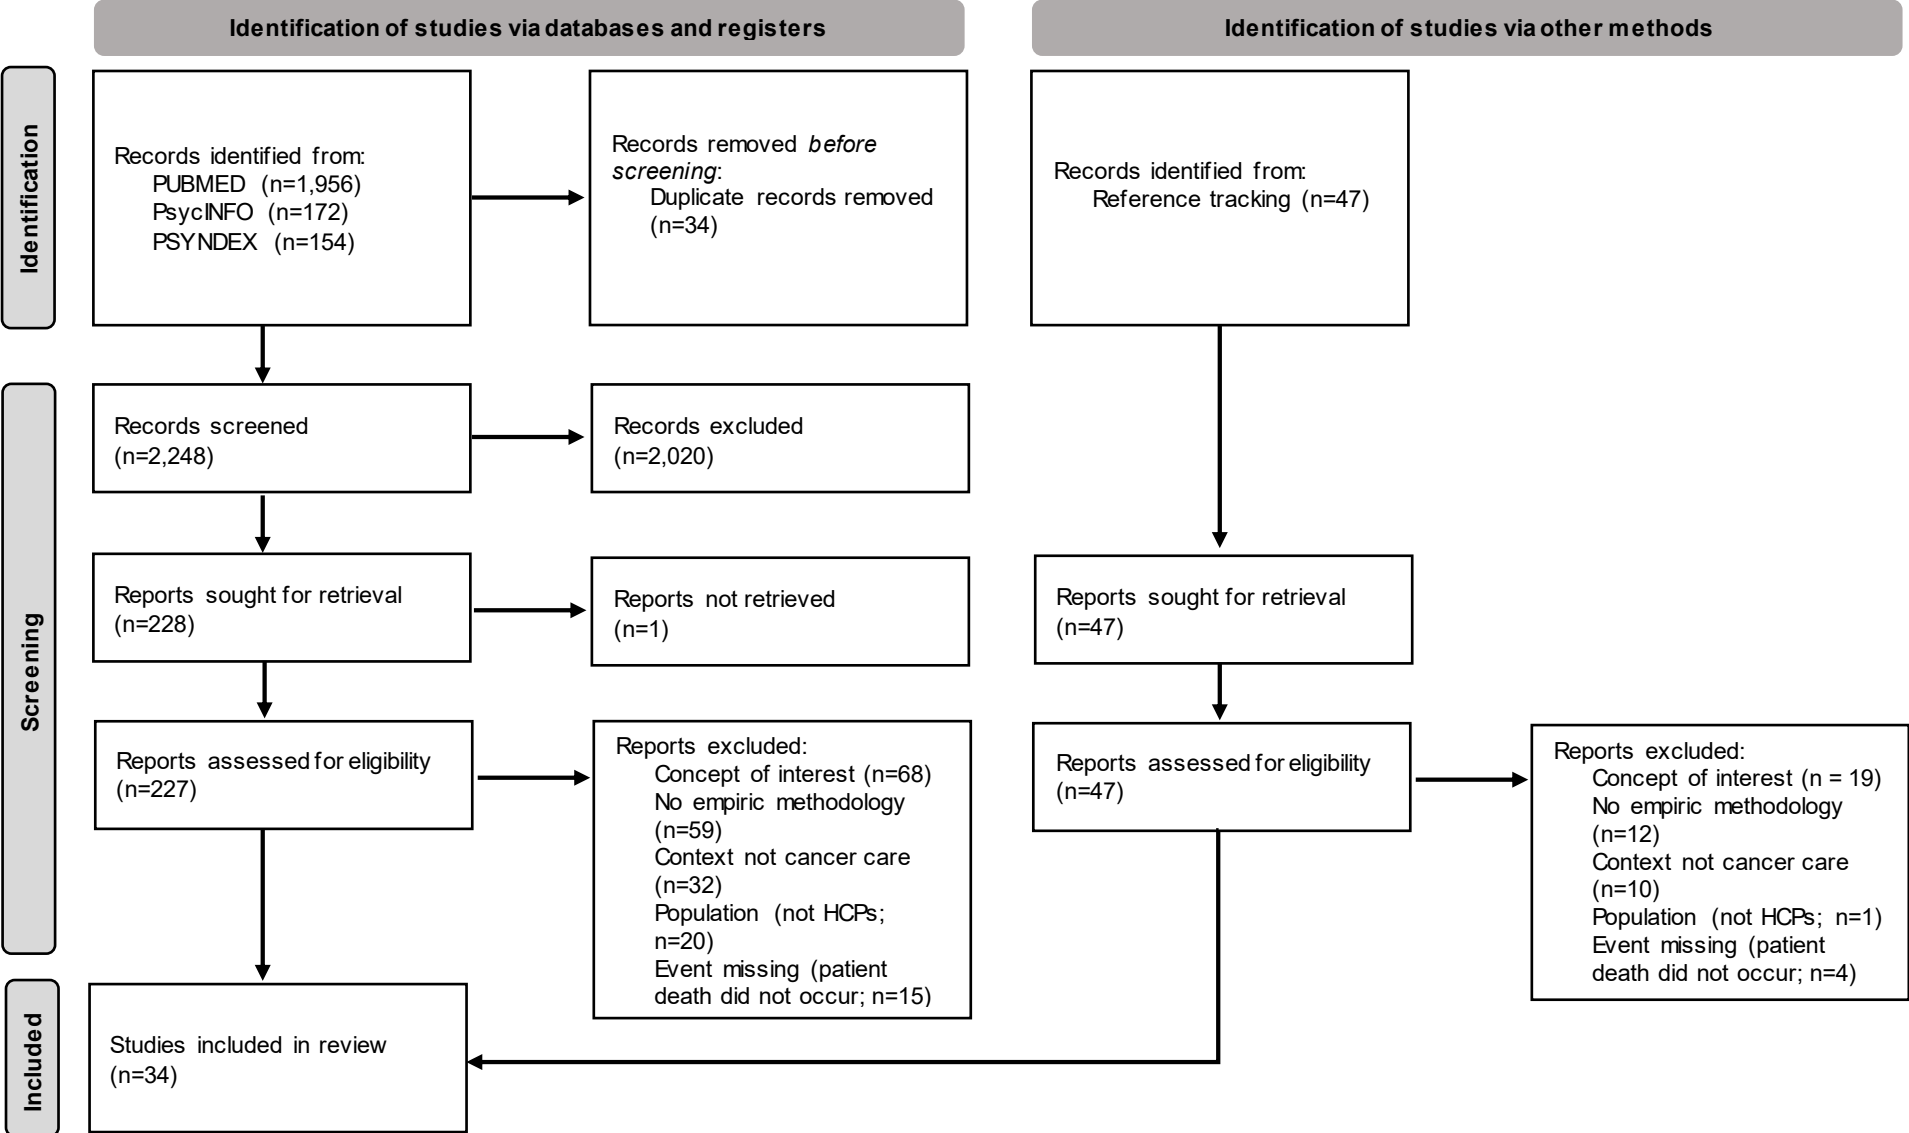 Identification of studies via databases and registers
Identification of studies via other methods
Identification
Records identified from:
PUBMED (n=1,956)
PsycINFO (n=172)
PSYNDEX (n=154)
Records removed before
screening:
Duplicate records removed
(n=34)
Records identified from:
Reference tracking (n=47)
Screening
Records screened
(n=2,248)
Records excluded
(n=2,020)
Reports sought for retrieval
(n=228)
Reports not retrieved
(n=1)
Reports sought for retrieval
(n=47)
Reports assessed for eligibility
(n=227)
Reports excluded:
Concept of interest (n=68)
No empiric methodology
(n=59)
Context not cancer care
(n=32)
Population (not HCPs;
n=20)
Event missing (patient
death did not occur; n=15)
Reports assessed for eligibility
(n=47)
Reports excluded:
Concept of interest (n = 19)
No empiric methodology
(n=12)
Context not cancer care
(n=10)
Population (not HCPs; n=1)
Event missing (patient
death did not occur; n=4)
Included
Studies included in review
(n=34)